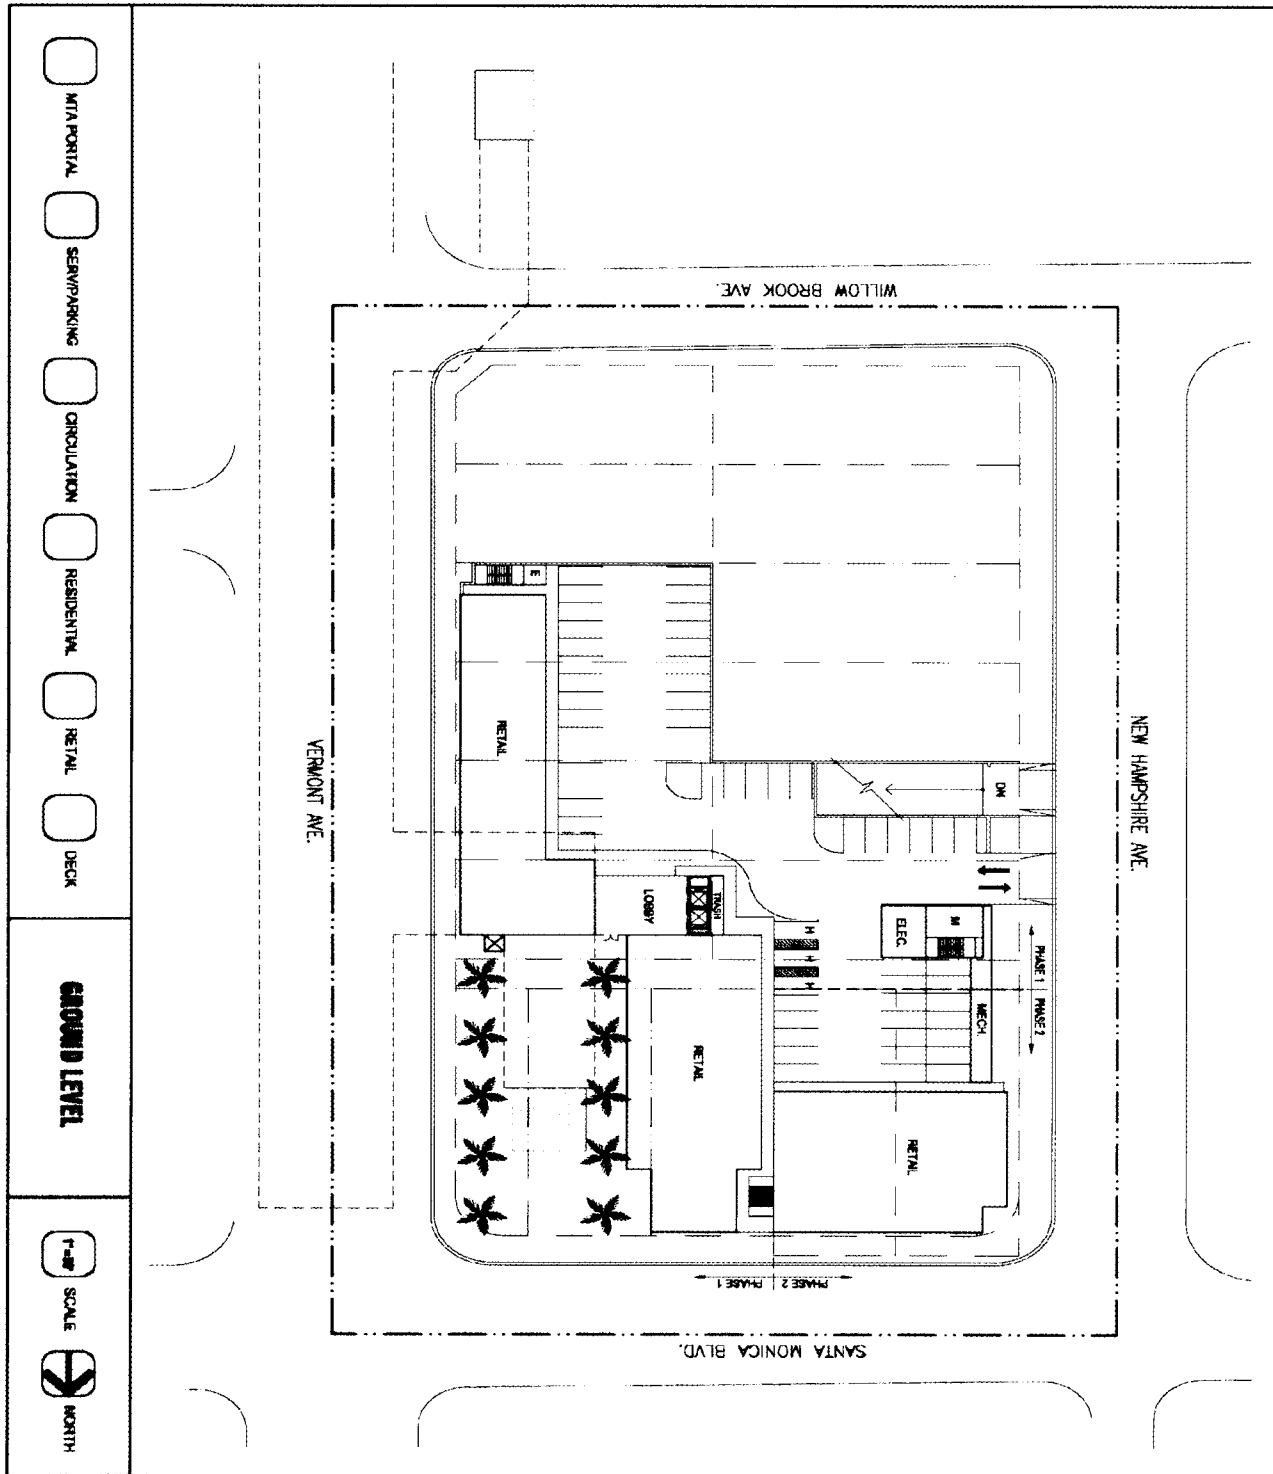 MTA PORTAL
SERV/PARKING
CIRCULATION
RESIDENTIAL
RETAIL
DECK
GROUND LEVEL
SCALE
NORTH
WILLOW BROOK AVE.
NEW HAMPSHIRE AVE.
VERMONT AVE.
SANTA MONICA BLVD.
E
RETAIL
DN
LOBBY
TRASH
ELEC.
M
H
H
H
MECH.
PHASE 1
PHASE 2
RETAIL
RETAIL
PHASE 1
PHASE 2